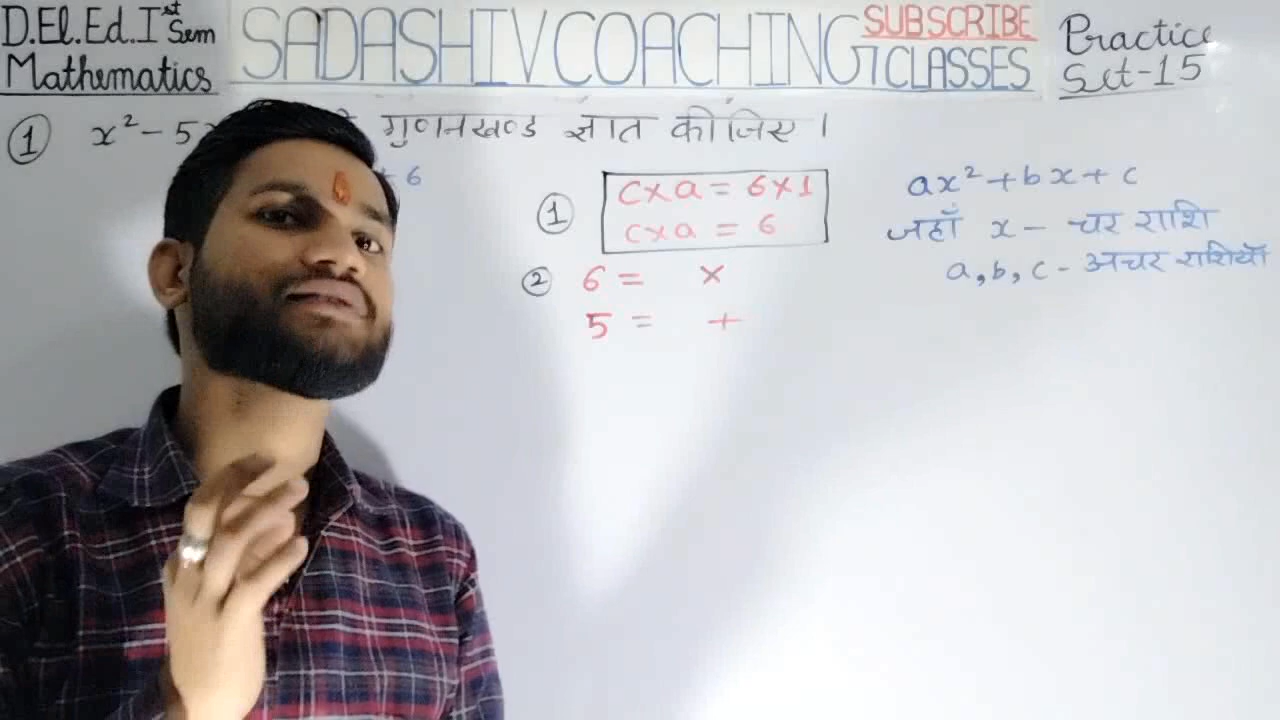 D.El.Ed. Ist Sem
Mathematics
SADASHIV COACHING
SUBSCRIBE
CLASSES
Practice
Set-15
① x² - 5 गुणनखण्ड ज्ञात कीजिए ।
+ 6
① c×a = 6×1
c×a = 6
② 6 = ×
5 = +
ax² + bx + c
जहाँ x - चर राशि
a, b, c - अचर राशियाँ